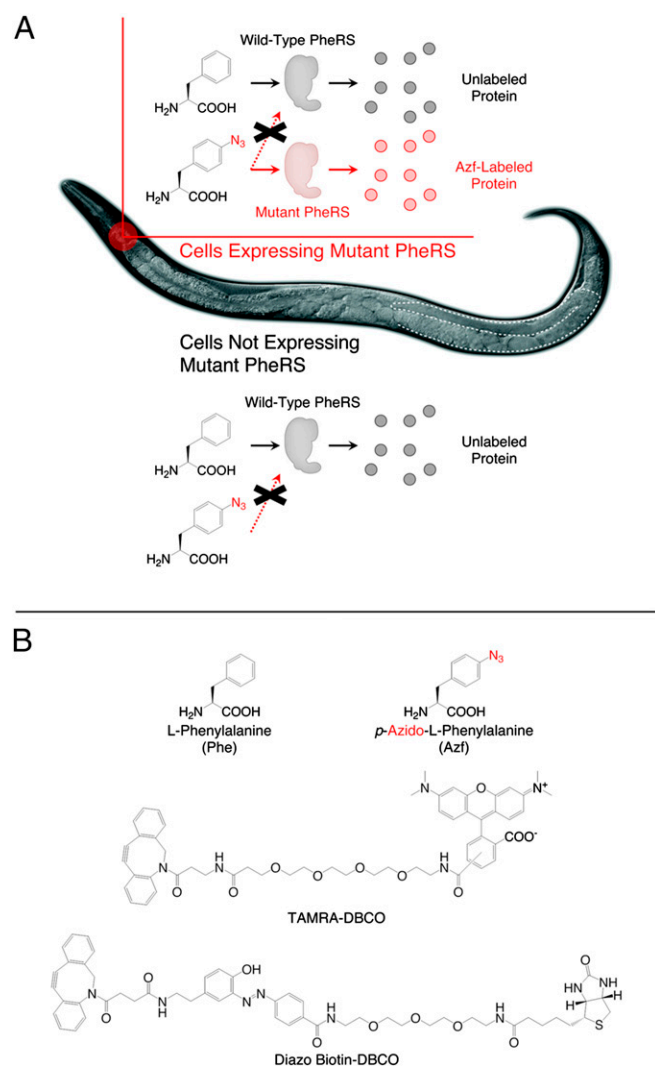 A
Wild-Type PheRS
H₂N COOH
Unlabeled
Protein
N₃
H₂N COOH
Mutant PheRS
Azf-Labeled
Protein
Cells Expressing Mutant PheRS
Cells Not Expressing
Mutant PheRS
Wild-Type PheRS
H₂N COOH
Unlabeled
Protein
N₃
H₂N COOH
B
N₃
H₂N COOH H₂N COOH
L-Phenylalanine p-Azido-L-Phenylalanine
(Phe) (Azf)
N O N⁺
COO⁻
N O H N O O O O O H N O
TAMRA-DBCO
N O O N H OH N N O H N O O O H N O HN NH O H H S
Diazo Biotin-DBCO